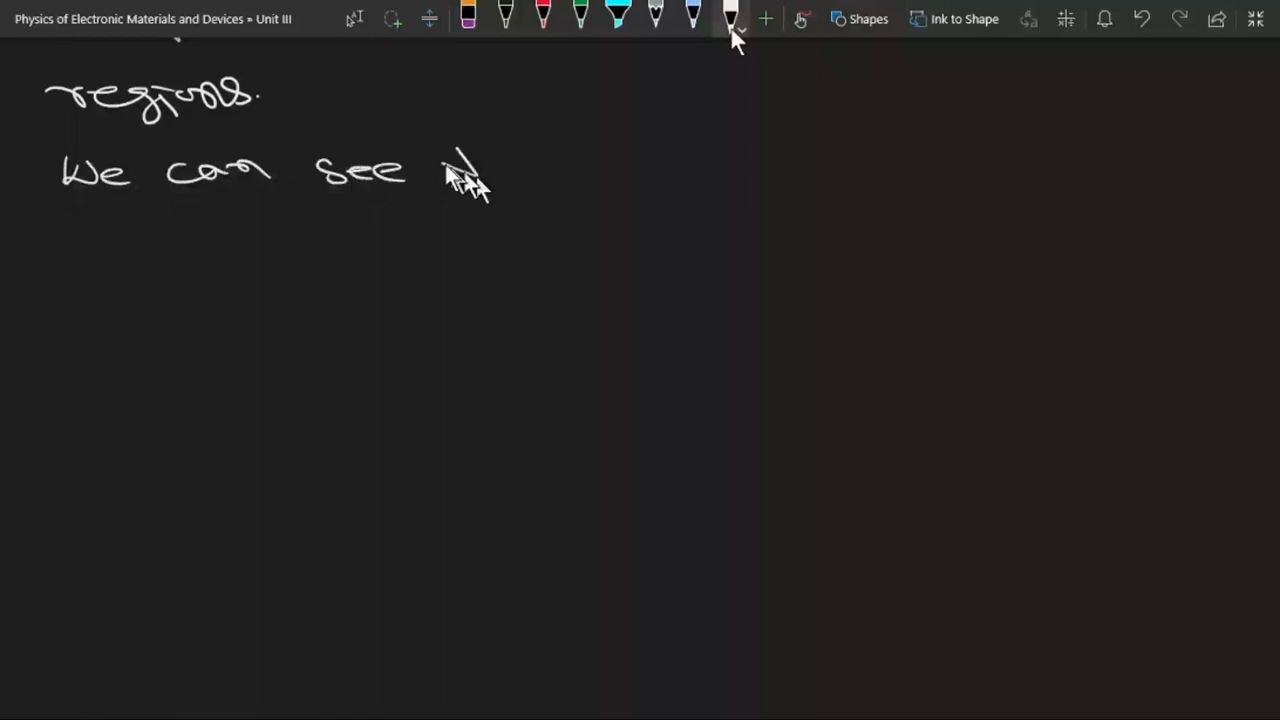 Physics of Electronic Materials and Devices » Unit III
Shapes
Ink to Shape
regions.
We can see